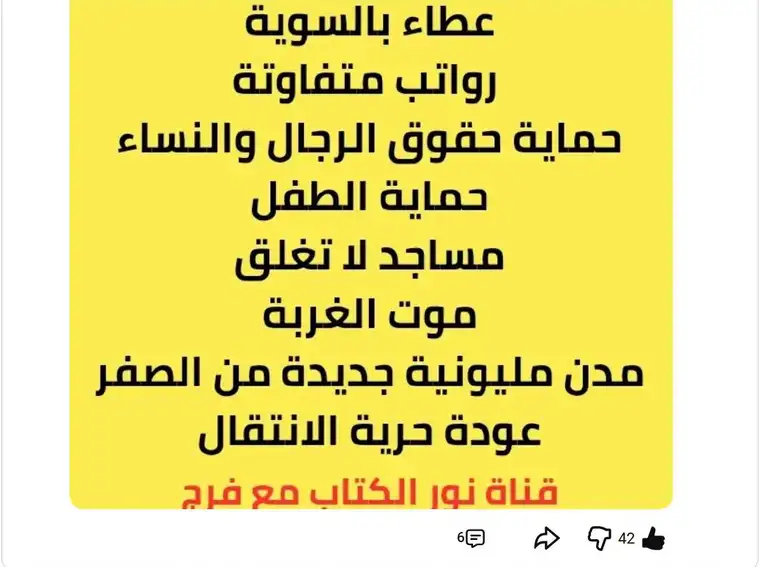 عطاء بالسوية
رواتب متفاوتة
حماية حقوق الرجال والنساء
حماية الطفل
مساجد لا تغلق
موت الغربة
مدن مليونية جديدة من الصفر
عودة حرية الانتقال
قناة نور الكتاب مع فرج
6
42